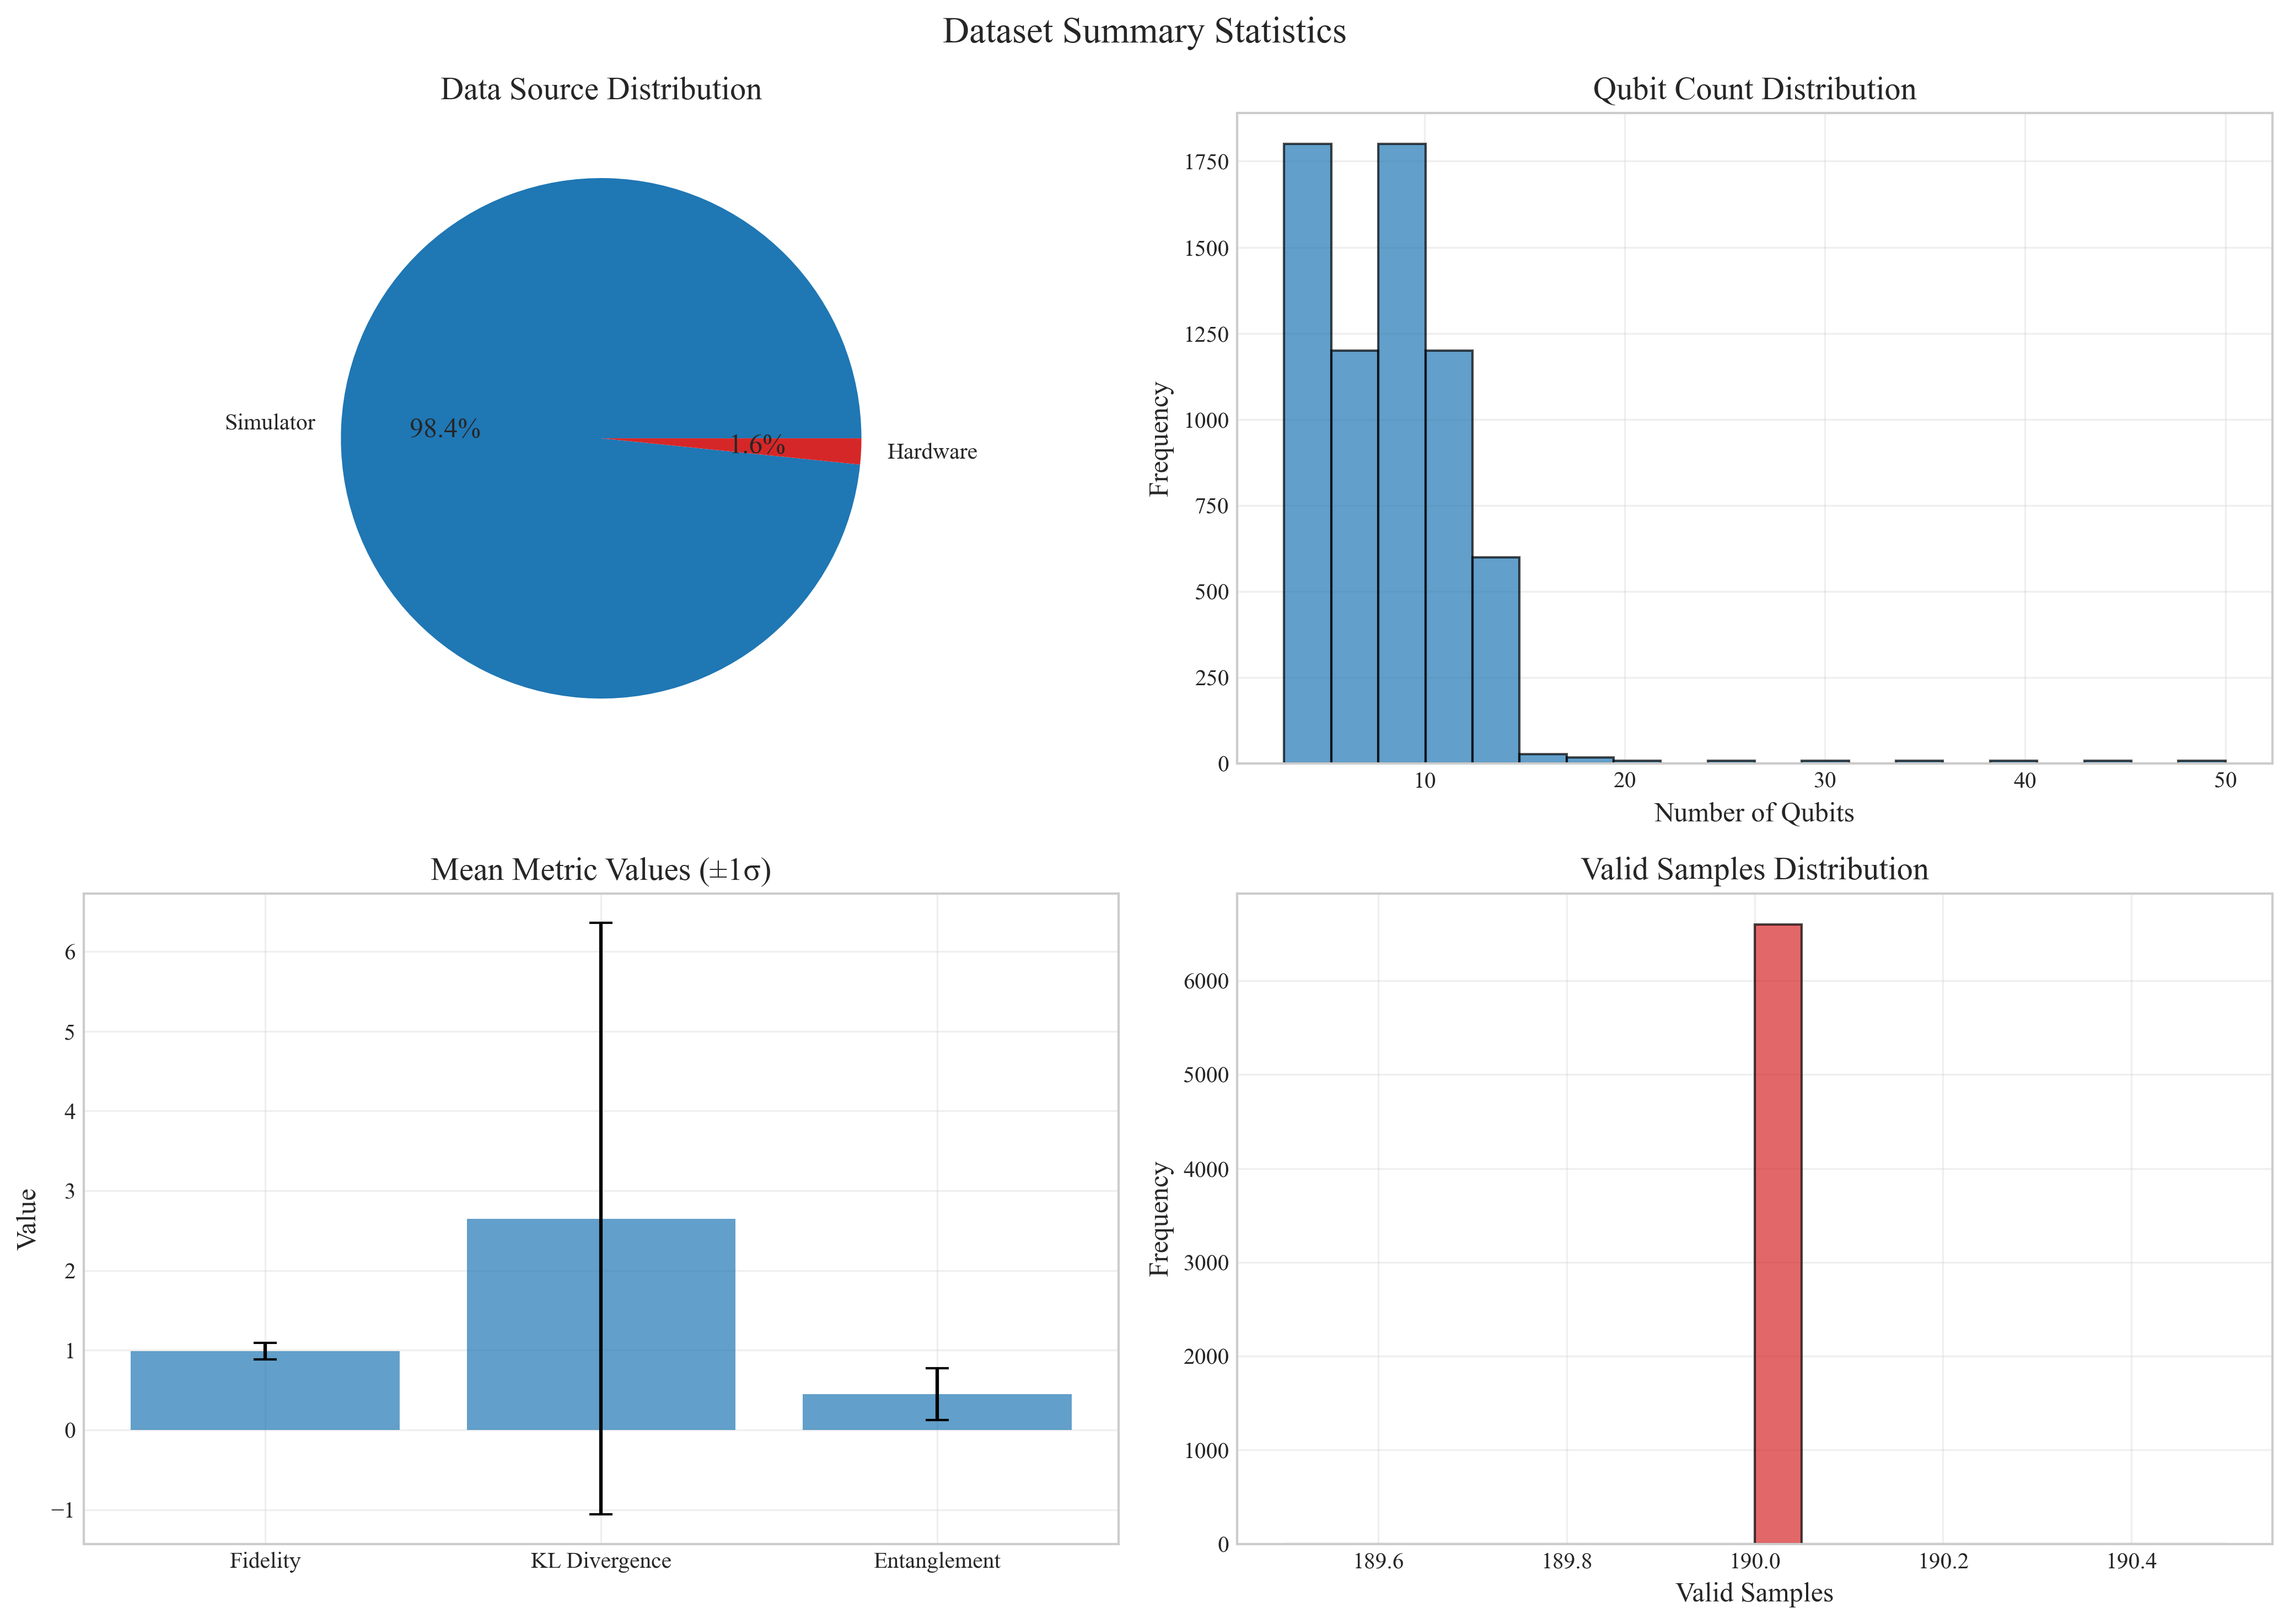 Dataset Summary Statistics
Data Source Distribution
Simulator
98.4%
1.6%
Hardware
Qubit Count Distribution
Frequency
1750
1500
1250
1000
750
500
250
0
10 20 30 40 50
Number of Qubits
Mean Metric Values (±1σ)
Value
6
5
4
3
2
1
0
−1
Fidelity KL Divergence Entanglement
Valid Samples Distribution
Frequency
6000
5000
4000
3000
2000
1000
0
189.6 189.8 190.0 190.2 190.4
Valid Samples